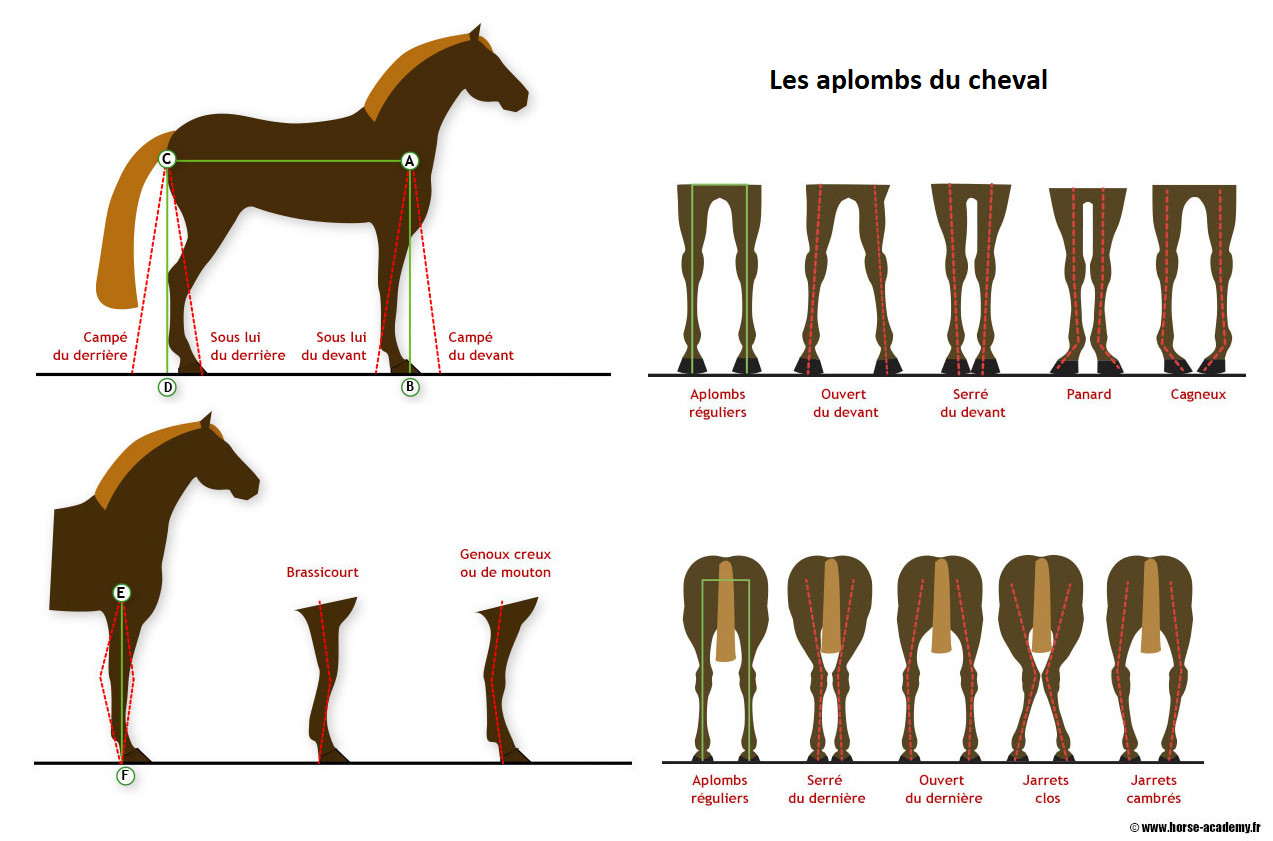 Les aplombs du cheval
C
A
Campé
du derrière
Sous lui
du derrière
Sous lui
du devant
Campé
du devant
D
B
Aplombs
réguliers
Ouvert
du devant
Serré
du devant
Panard
Cagneux
E
F
Brassicourt
Genoux creux
ou de mouton
Aplombs
réguliers
Serré
du dernière
Ouvert
du dernière
Jarrets
clos
Jarrets
cambrés
© www.horse-academy.fr